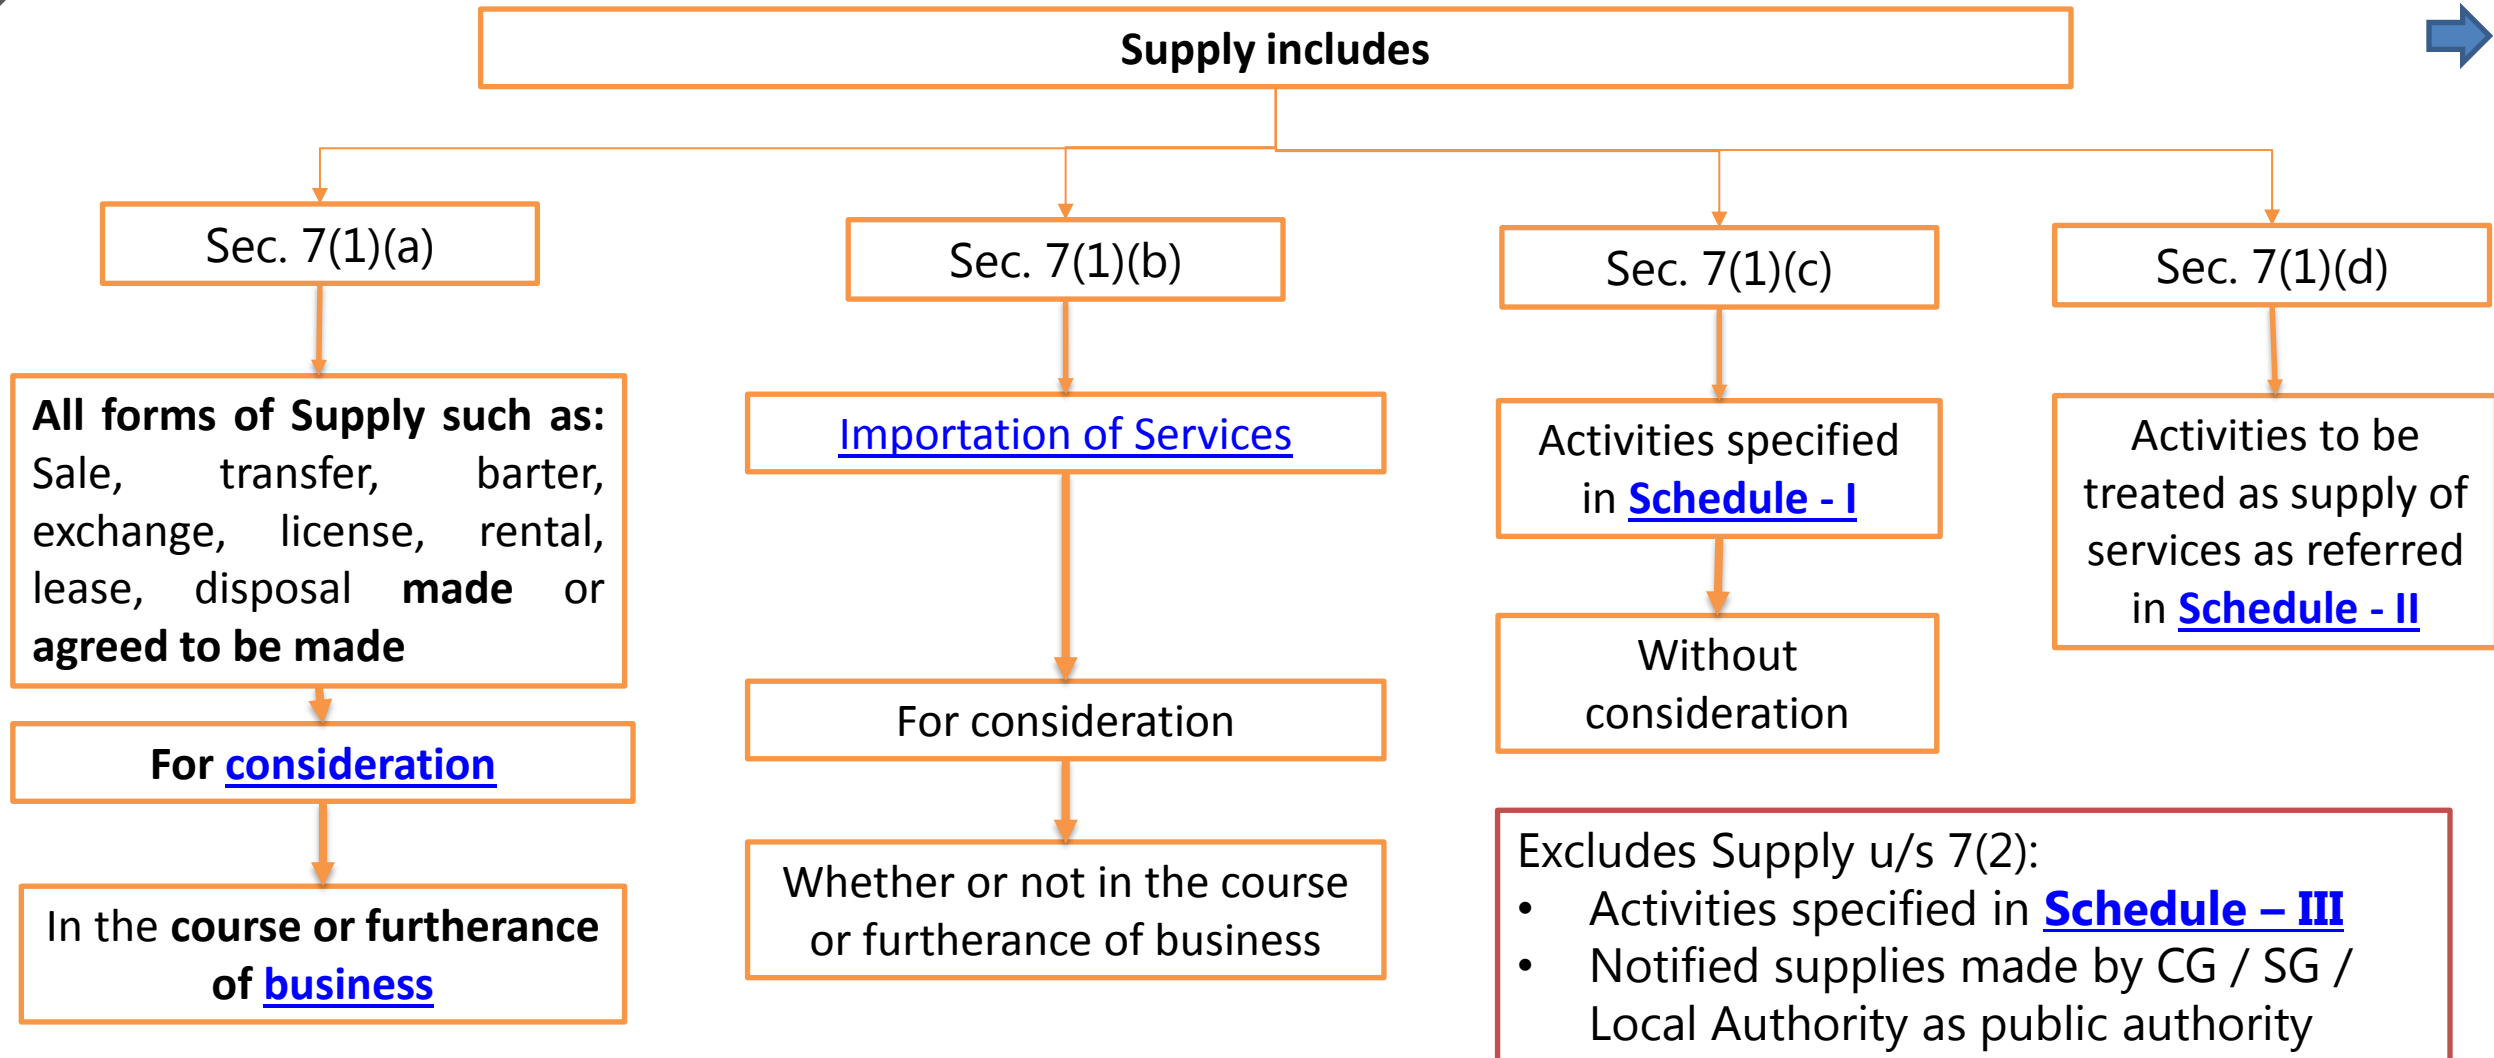 Supply includes
Sec. 7(1)(a)
All forms of Supply such as:
Sale, transfer, barter,
exchange, license, rental,
lease, disposal made or
agreed to be made
For consideration
In the course or furtherance
of business
Sec. 7(1)(b)
Importation of Services
For consideration
Whether or not in the course
or furtherance of business
Sec. 7(1)(c)
Activities specified
in Schedule - I
Without
consideration
Sec. 7(1)(d)
Activities to be
treated as supply of
services as referred
in Schedule - II
Excludes Supply u/s 7(2):
• Activities specified in Schedule – III
• Notified supplies made by CG / SG /
Local Authority as public authority